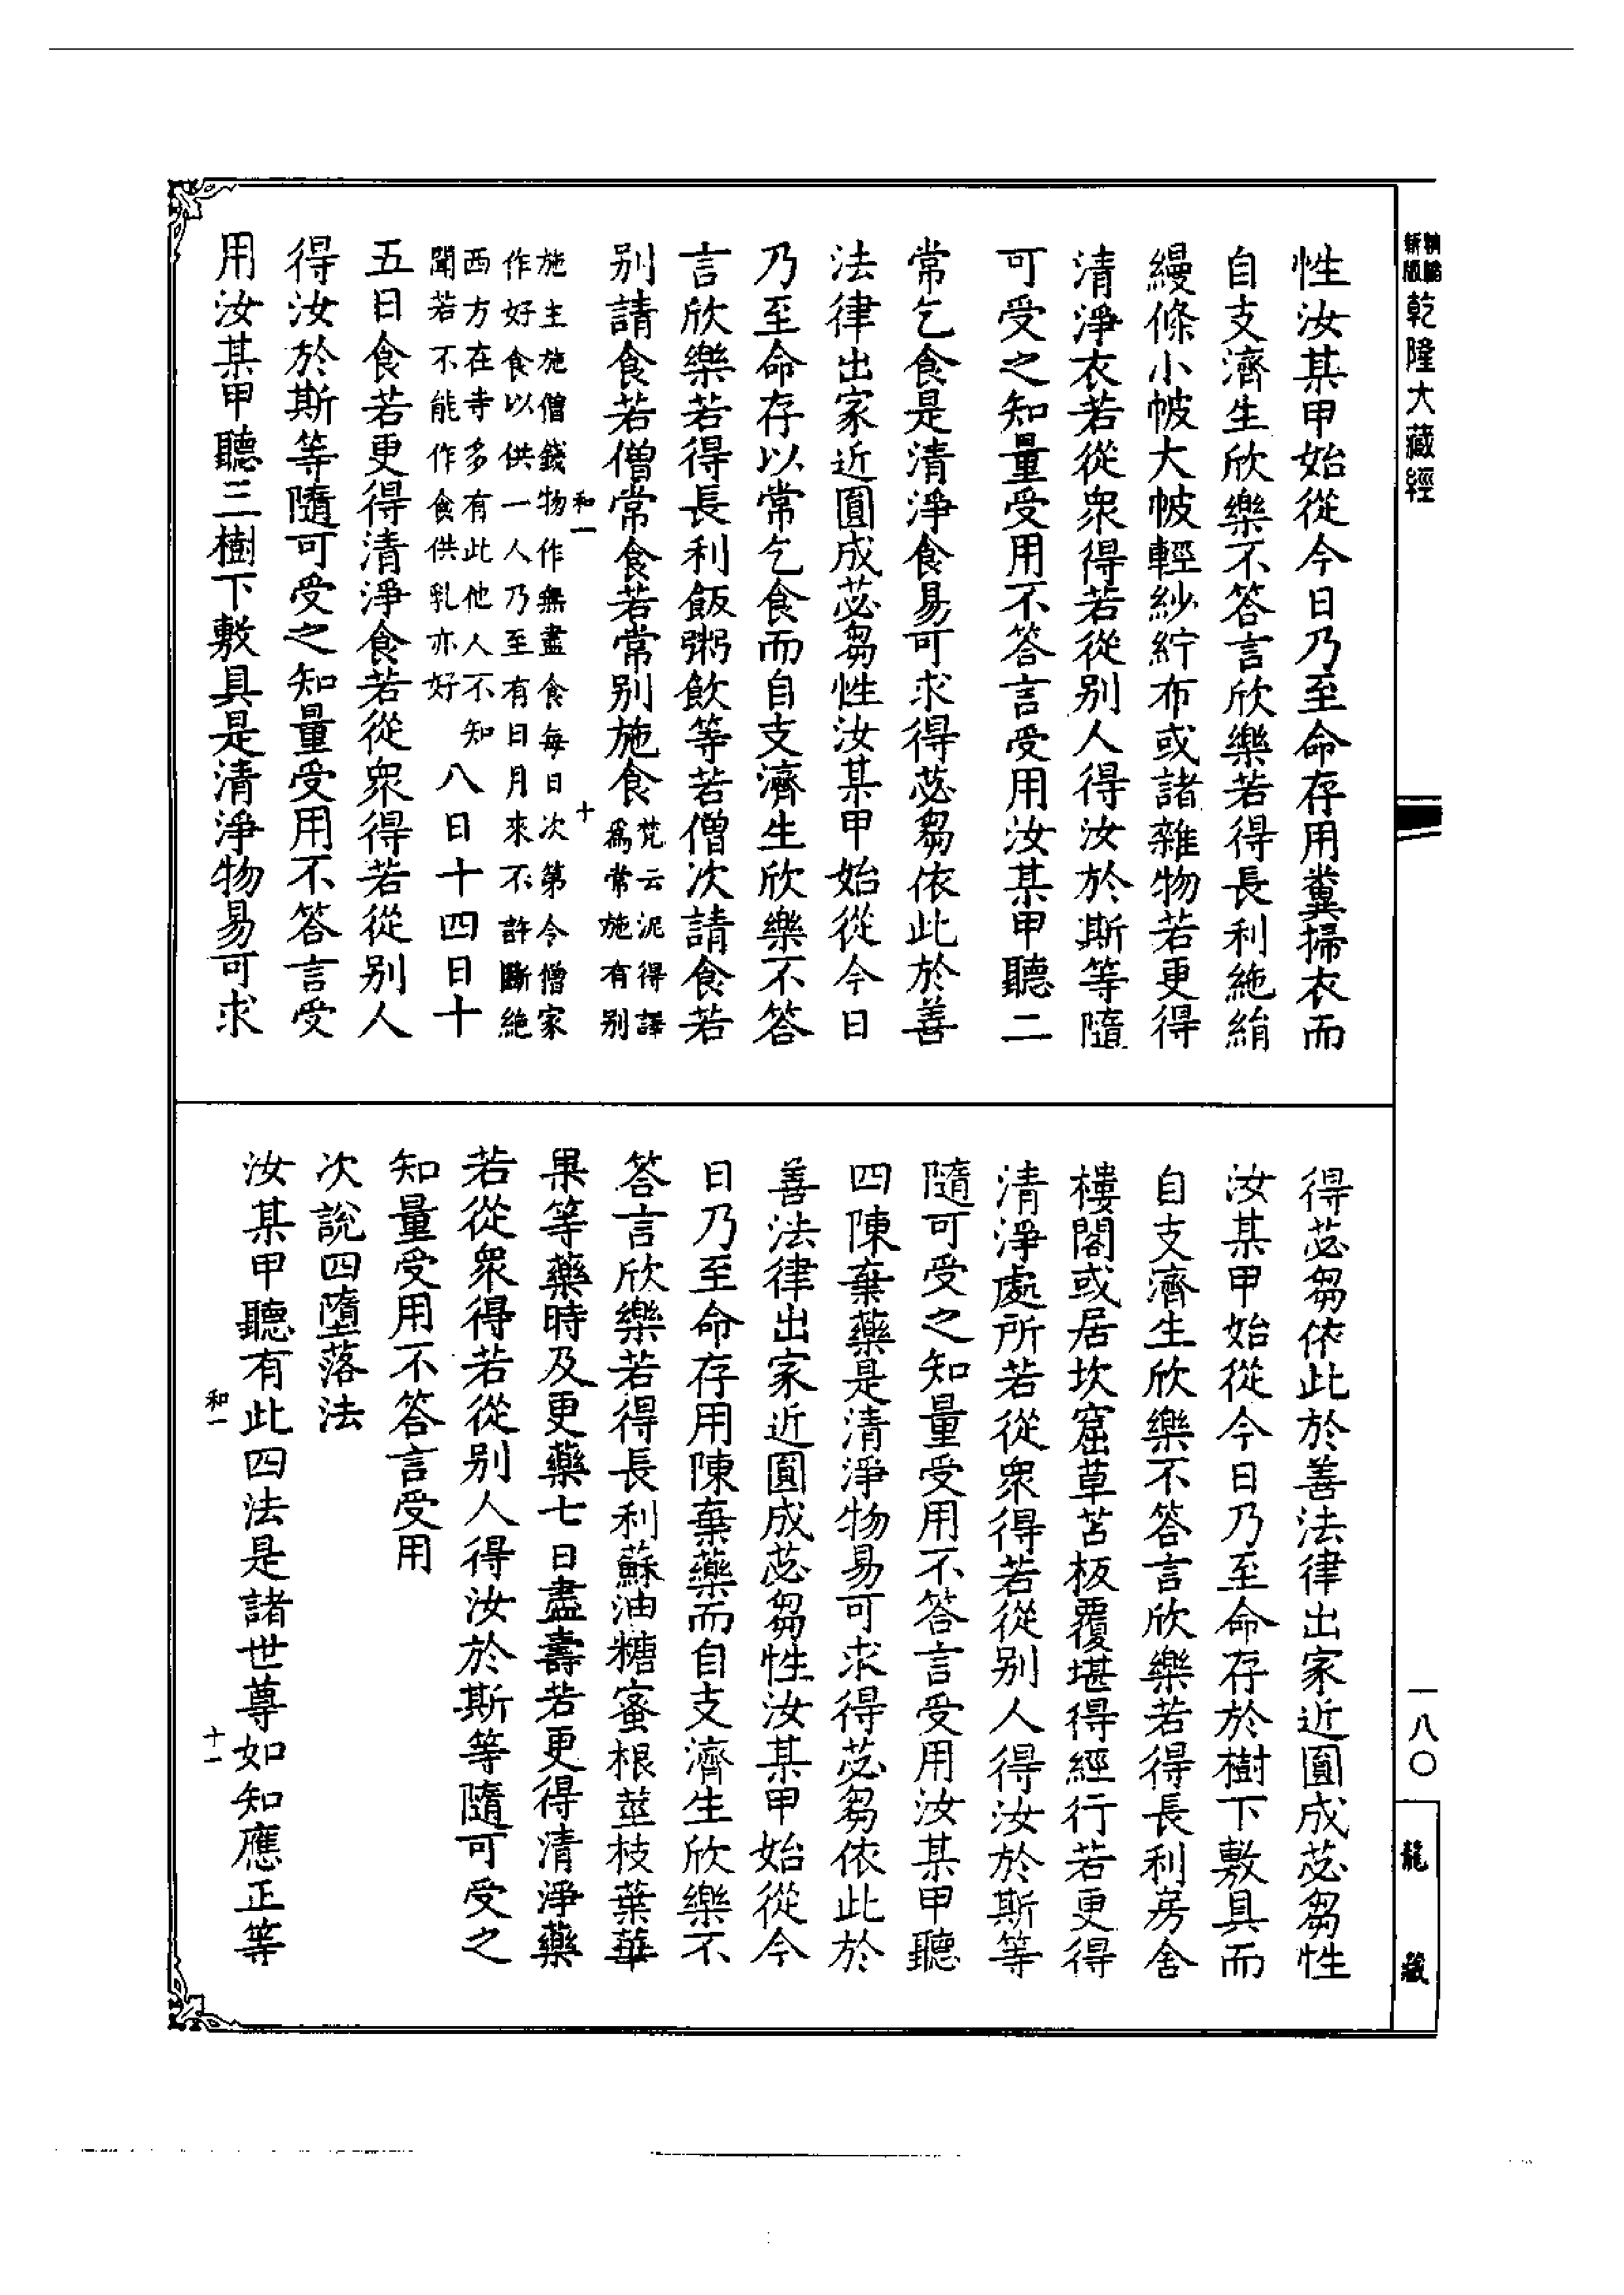 新版精縮乾隆大藏經
性汝某甲始從今日乃至命存用糞掃衣而
自支濟生欣樂不答言欣樂若得長利絁絹
縵條小帔大帔輕紗紵布或諸雜物若更得
清淨衣若從眾得若從別人得汝於斯等隨
可受之知量受用不答言受用汝某甲聽二
常乞食是清淨食易可求得苾芻依此於善
法律出家近圓成苾芻性汝某甲始從今日
乃至命存以常乞食而自支濟生欣樂不答
言欣樂若得長利飯粥飲等若僧次請食若
別請食若僧常食若常別施食梵云泥得譯
為常施有別
和一
十
施主施僧錢物作無盡食每日次第令僧家
作好食以供一人乃至有日月來不許斷絕
西方在寺多有此他人不知
聞若不能作食供乳亦好
八日十四日十
五日食若更得清淨食若從眾得若從別人
得汝於斯等隨可受之知量受用不答言受
用汝某甲聽三樹下敷具是清淨物易可求
得苾芻依此於善法律出家近圓成苾芻性
汝某甲始從今日乃至命存於樹下敷具而
自支濟生欣樂不答言欣樂若得長利房舍
樓閣或居坎窟草苫板覆堪得經行若更得
清淨處所若從眾得若從別人得汝於斯等
隨可受之知量受用不答言受用汝某甲聽
四陳棄藥是清淨物易可求得苾芻依此於
善法律出家近圓成苾芻性汝某甲始從今
日乃至命存用陳棄藥而自支濟生欣樂不
答言欣樂若得長利蘇油糖蜜根莖枝葉華
果等藥時及更藥七日盡壽若更得清淨藥
若從眾得若從別人得汝於斯等隨可受之
知量受用不答言受用
次說四墮落法
汝某甲聽有此四法是諸世尊如知應正等
和一
十一
一八〇
龍藏